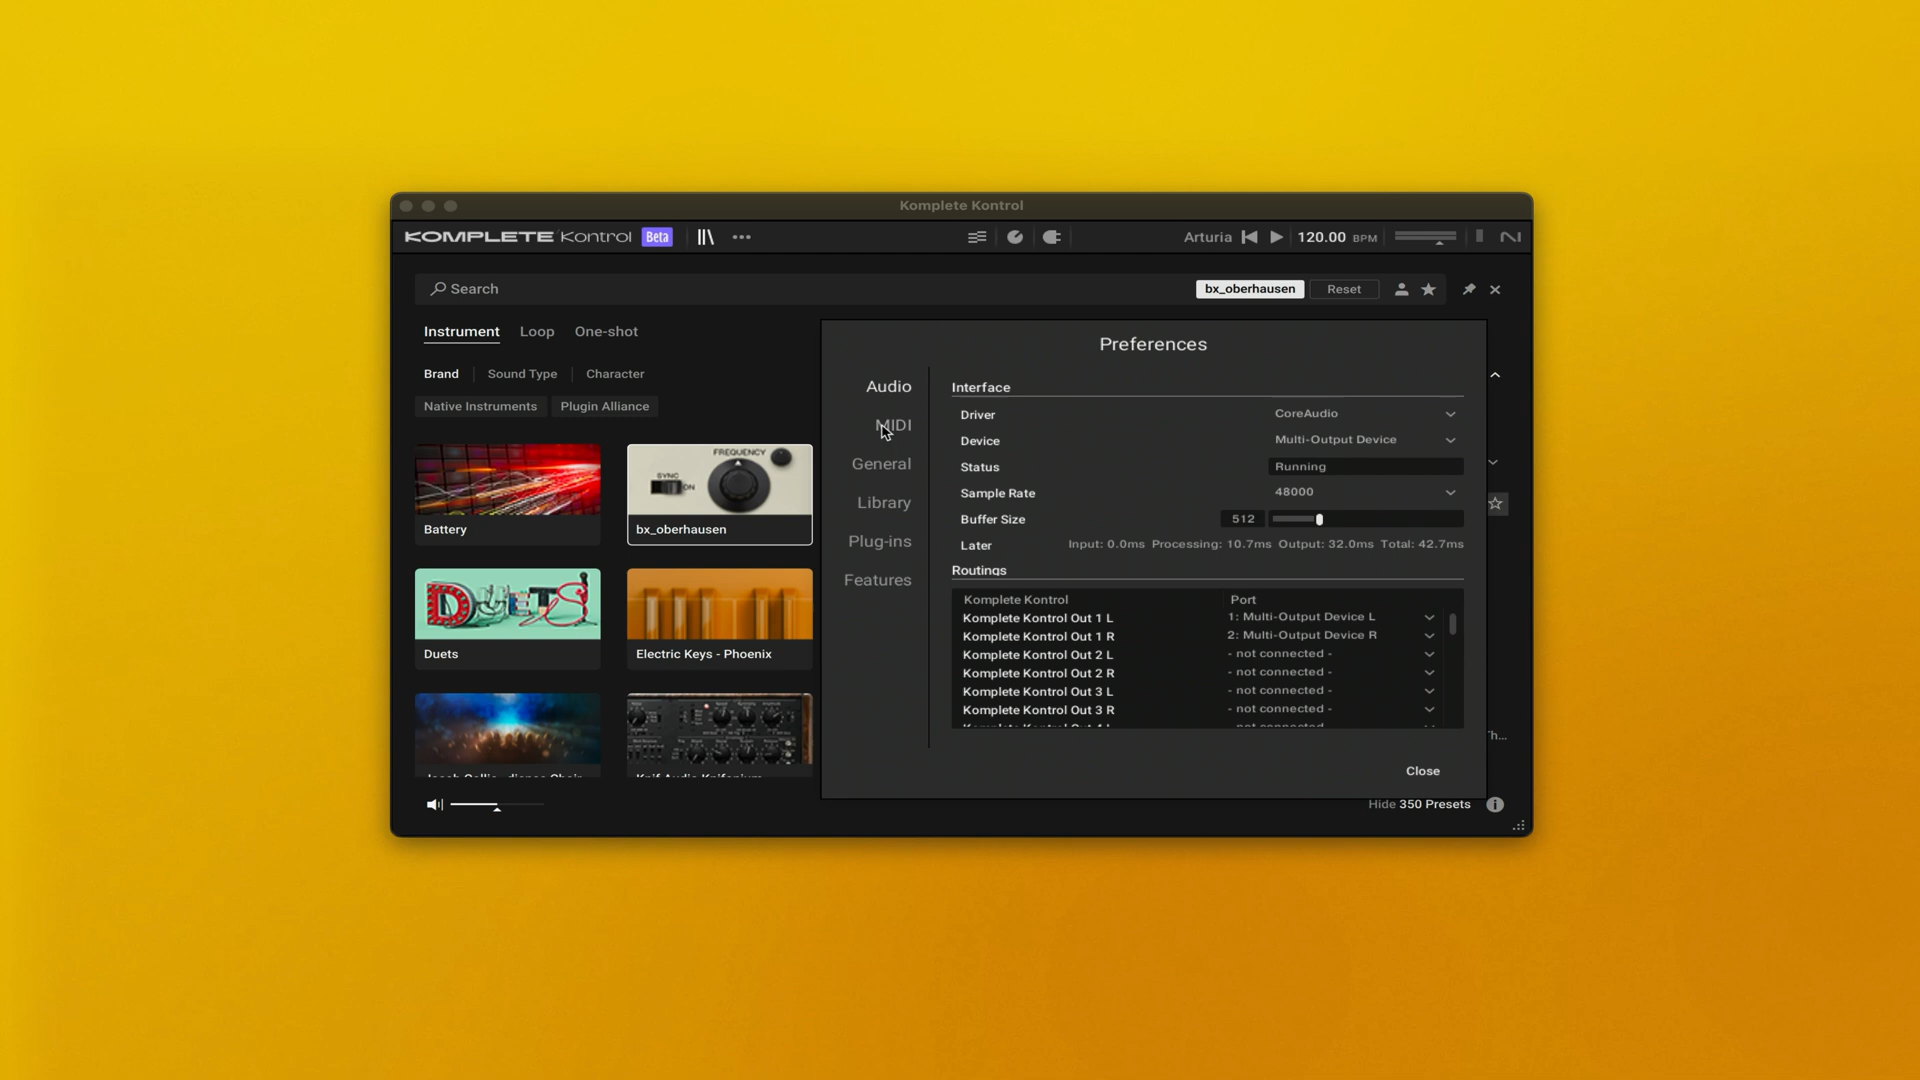 Komplete Kontrol
KOMPLETE Kontrol Beta
Arturia 120.00 BPM
Search
bx_oberhausen Reset
Instrument Loop One-shot
Brand Sound Type Character
Native Instruments Plugin Alliance
FREQUENCY
SYNC
ON
Battery
bx_oberhausen
DUETS
Duets
Electric Keys - Phoenix
Hide 350 Presets
Th...
Preferences
Audio
MIDI
General
Library
Plug-ins
Features
Interface
Driver CoreAudio
Device Multi-Output Device
Status Running
Sample Rate 48000
Buffer Size 512
Later Input: 0.0ms Processing: 10.7ms Output: 32.0ms Total: 42.7ms
Routings
Komplete Kontrol Port
Komplete Kontrol Out 1 L 1: Multi-Output Device L
Komplete Kontrol Out 1 R 2: Multi-Output Device R
Komplete Kontrol Out 2 L - not connected -
Komplete Kontrol Out 2 R - not connected -
Komplete Kontrol Out 3 L - not connected -
Komplete Kontrol Out 3 R - not connected -
Close